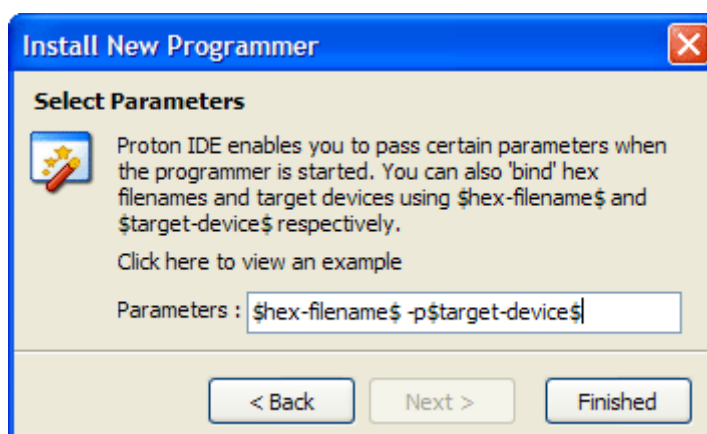 Install New Programmer
Select Parameters
Proton IDE enables you to pass certain parameters when
the programmer is started. You can also 'bind' hex
filenames and target devices using $hex-filename$ and
$target-device$ respectively.
Click here to view an example
Parameters : $hex-filename$ -p$target-device$
< Back Next > Finished